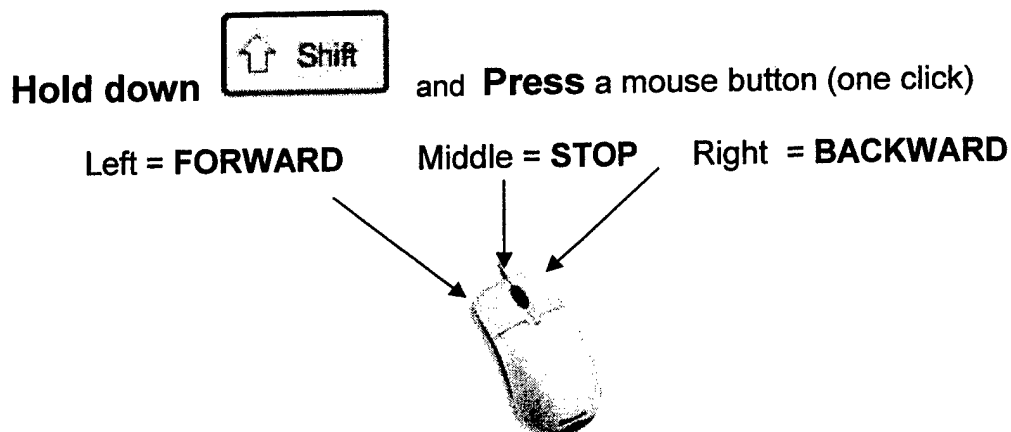 Hold down ⇧ Shift and Press a mouse button (one click)
Left = FORWARD Middle = STOP Right = BACKWARD